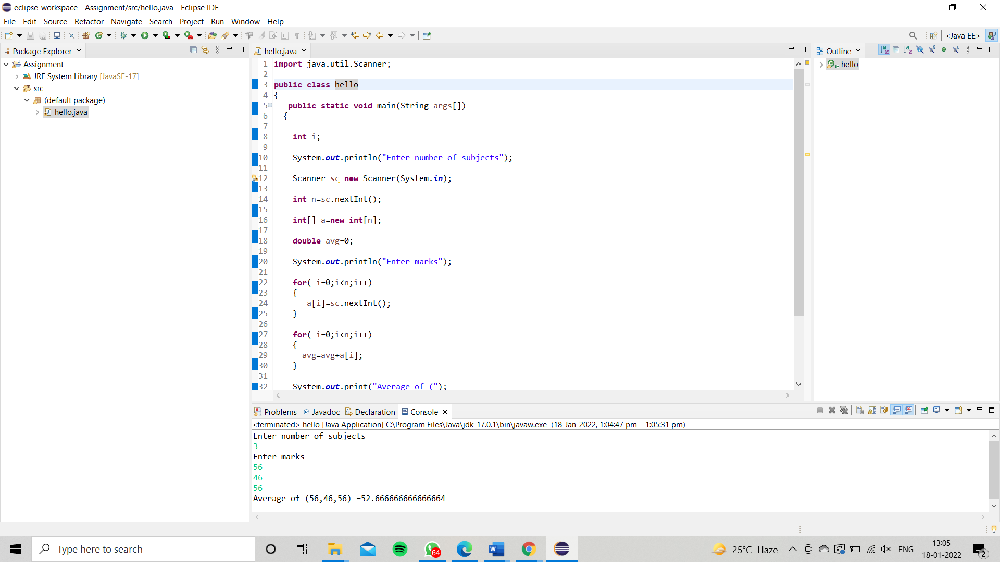 eclipse-workspace - Assignment/src/hello.java - Eclipse IDE
File Edit Source Refactor Navigate Search Project Run Window Help
<Java EE>
Package Explorer
Assignment
JRE System Library [JavaSE-17]
src
(default package)
hello.java
hello.java
1 import java.util.Scanner;
2
3 public class hello
4 {
5 public static void main(String args[])
6 {
7
8 int i;
9
10 System.out.println("Enter number of subjects");
11
12 Scanner sc=new Scanner(System.in);
13
14 int n=sc.nextInt();
15
16 int[] a=new int[n];
17
18 double avg=0;
19
20 System.out.println("Enter marks");
21
22 for( i=0;i<n;i++)
23 {
24 a[i]=sc.nextInt();
25 }
26
27 for( i=0;i<n;i++)
28 {
29 avg=avg+a[i];
30 }
31
32 System.out.print("Average of (");
Outline
hello
Problems @ Javadoc Declaration Console
<terminated> hello [Java Application] C:\Program Files\Java\jdk-17.0.1\bin\javaw.exe (18-Jan-2022, 1:04:47 pm – 1:05:31 pm)
Enter number of subjects
3
Enter marks
56
46
56
Average of (56,46,56) =52.666666666666664
Type here to search
64
25°C Haze
ENG
13:05
18-01-2022
2